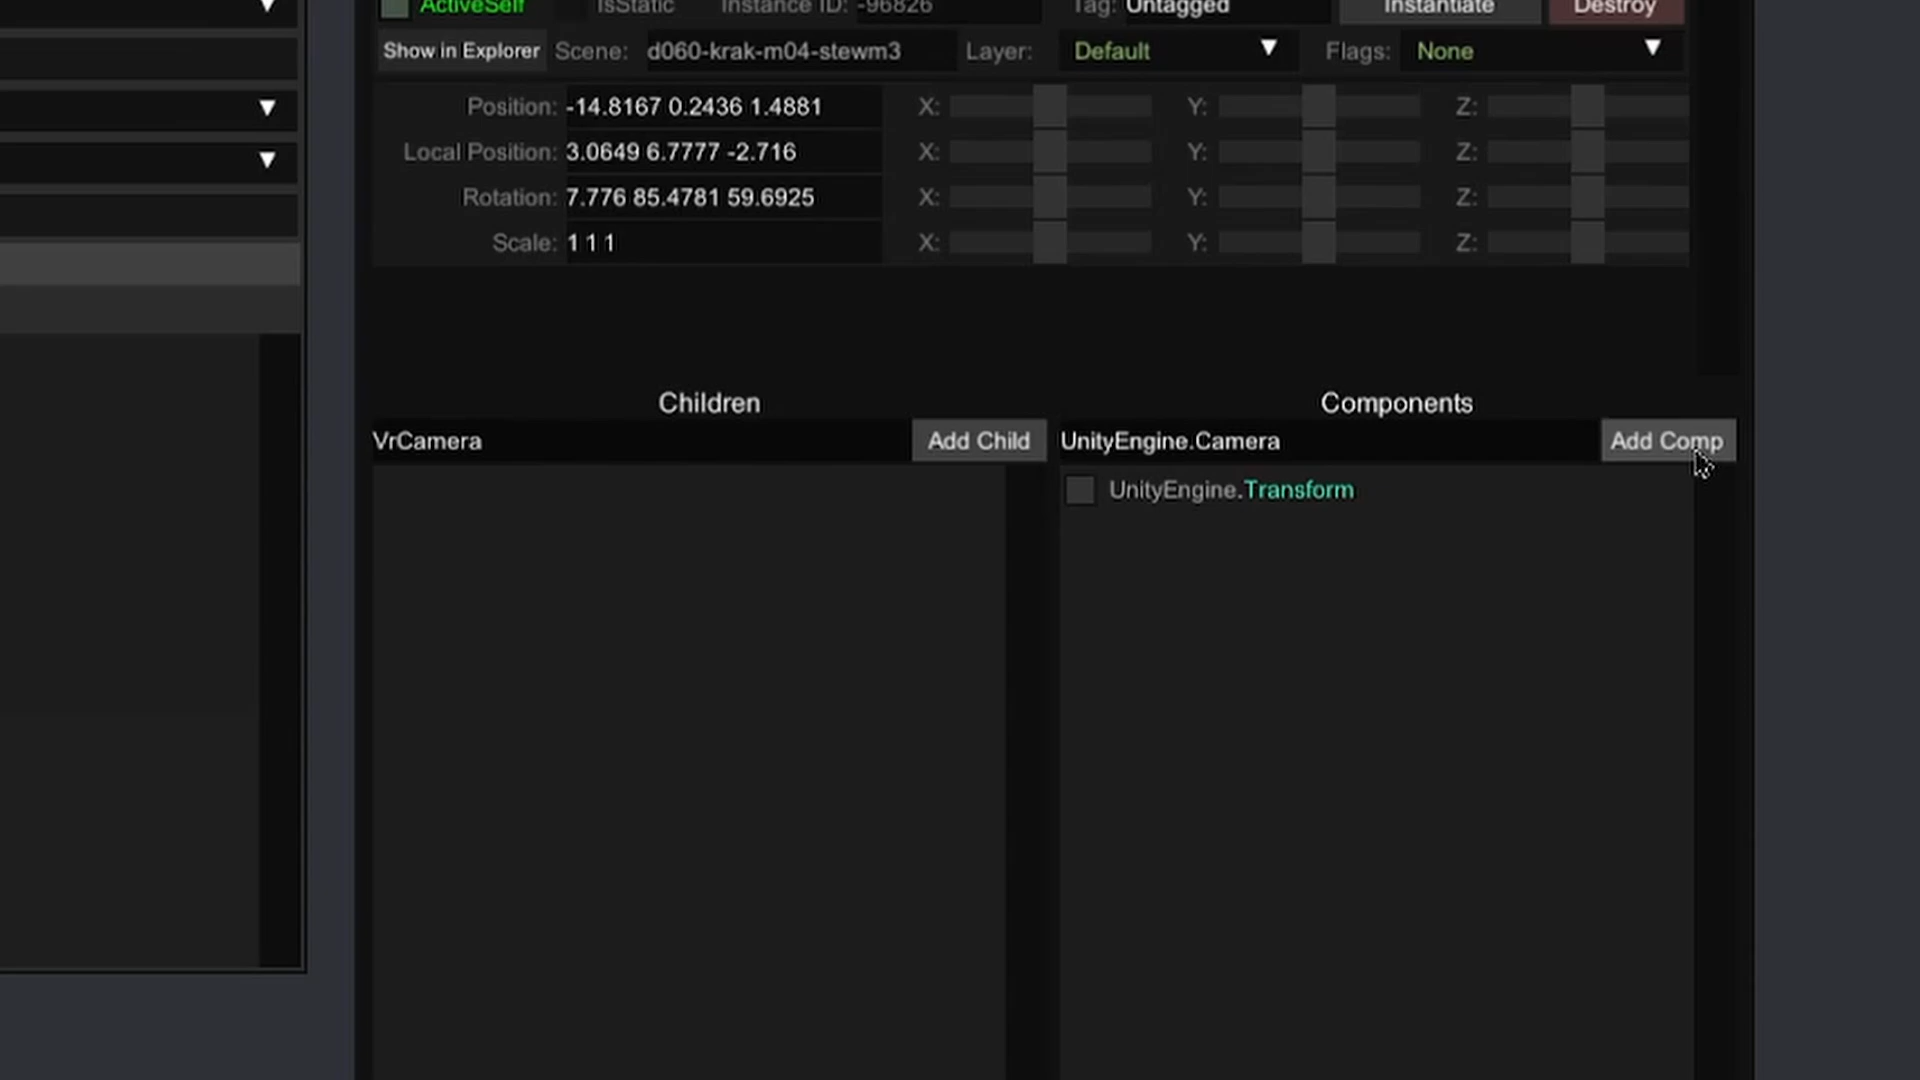 ActiveSelf IsStatic Instance ID: -96826 Tag: Untagged Instantiate Destroy
Show in Explorer Scene: d060-krak-m04-stewm3 Layer: Default ▼ Flags: None ▼
Position: -14.8167 0.2436 1.4881 X: Y: Z:
Local Position: 3.0649 6.7777 -2.716 X: Y: Z:
Rotation: 7.776 85.4781 59.6925 X: Y: Z:
Scale: 1 1 1 X: Y: Z:
Children
VrCamera Add Child
Components
UnityEngine.Camera Add Comp
UnityEngine.Transform